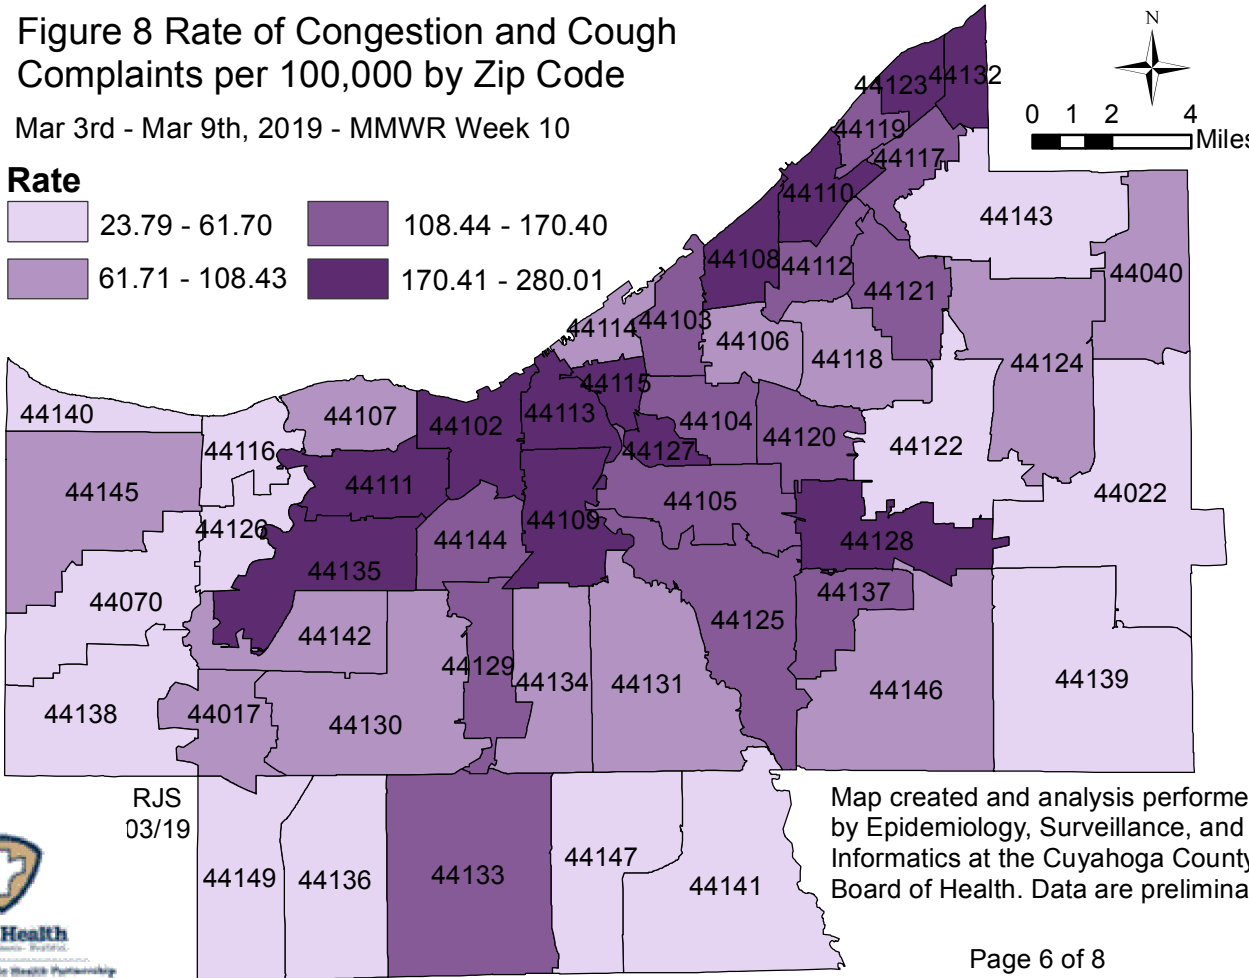 Figure 8 Rate of Congestion and Cough
Complaints per 100,000 by Zip Code
Mar 3rd - Mar 9th, 2019 - MMWR Week 10
N
0 1 2 4
Miles
Rate
23.79 - 61.70
108.44 - 170.40
61.71 - 108.43
170.41 - 280.01
44132
44123
44119
44117
44110
44143
44108
44112
44040
44121
44103
44114
44106
44118
44124
44115
44140
44107
44102
44113
44104
44120
44116
44127
44122
44111
44145
44105
44022
44109
44126
44144
44128
44135
44137
44070
44125
44142
44129
44134
44131
44139
44146
44138
44017
44130
RJS
03/19
Map created and analysis performe
by Epidemiology, Surveillance, and
Informatics at the Cuyahoga County
Board of Health. Data are prelimina
44149
44136
44133
44147
44141
Health
Health Partnership
Page 6 of 8